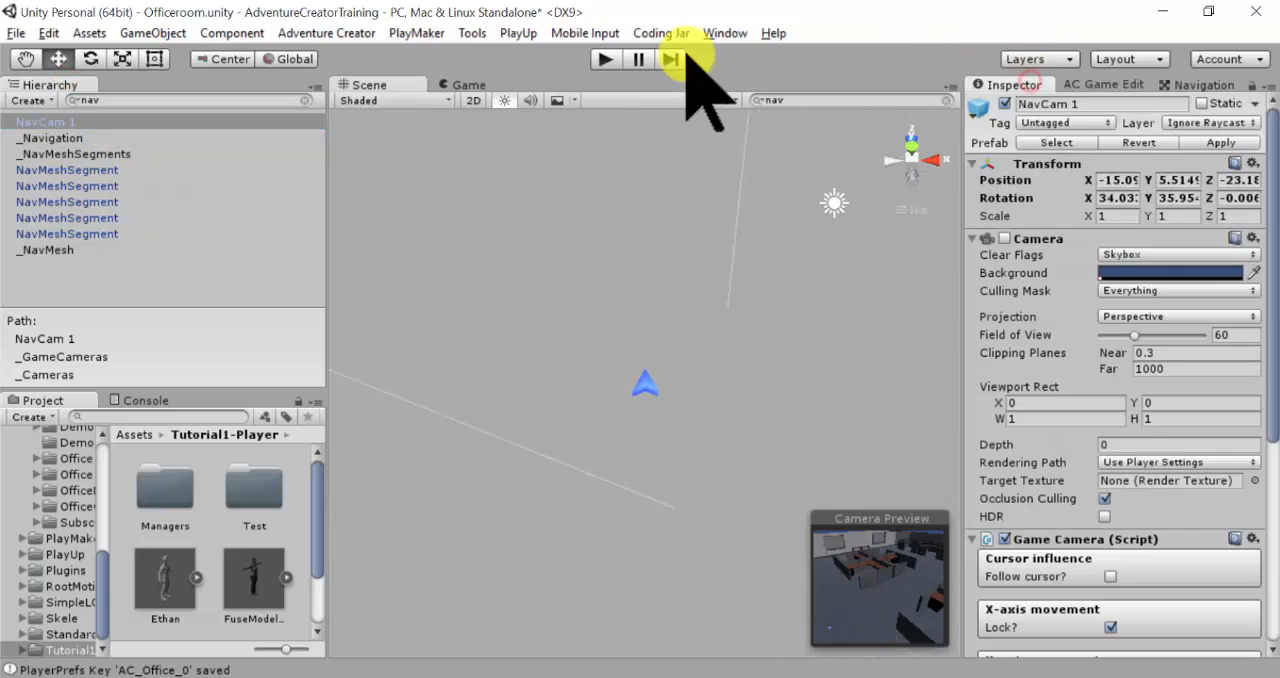 Unity Personal (64bit) - Officeroom.unity - AdventureCreatorTraining - PC, Mac & Linux Standalone* <DX9>
File Edit Assets GameObject Component Adventure Creator PlayMaker Tools PlayUp Mobile Input Coding Jar Window Help
Center Global Layers Layout Account
Hierarchy Scene Game Inspector AC Game Edit Navigation
Create nav Shaded 2D nav NavCam 1 Static
NavCam 1
_Navigation
_NavMeshSegments
NavMeshSegment
NavMeshSegment
NavMeshSegment
NavMeshSegment
NavMeshSegment
_NavMesh
Path:
NavCam 1
_GameCameras
_Cameras
Project Console
Create
Assets Tutorial1-Player
Demo
Office
Office
Subsc
PlayMak
PlayUp
Plugins
RootMoti
Skele
Standar
Tutorial1
Managers Test
Ethan FuseModel...
z
x
Iso
Camera Preview
Tag Untagged Layer Ignore Raycast
Prefab Select Revert Apply
Transform
Position X -15.09 Y 5.5149 Z -23.18
Rotation X 34.03 Y 35.954 Z -0.006
Scale X 1 Y 1 Z 1
Camera
Clear Flags Skybox
Background
Culling Mask Everything
Projection Perspective
Field of View 60
Clipping Planes Near 0.3
Far 1000
Viewport Rect
X 0 Y 0
W 1 H 1
Depth 0
Rendering Path Use Player Settings
Target Texture None (Render Texture)
Occlusion Culling
HDR
Game Camera (Script)
Cursor influence
Follow cursor?
X-axis movement
Lock?
PlayerPrefs Key 'AC_Office_0' saved